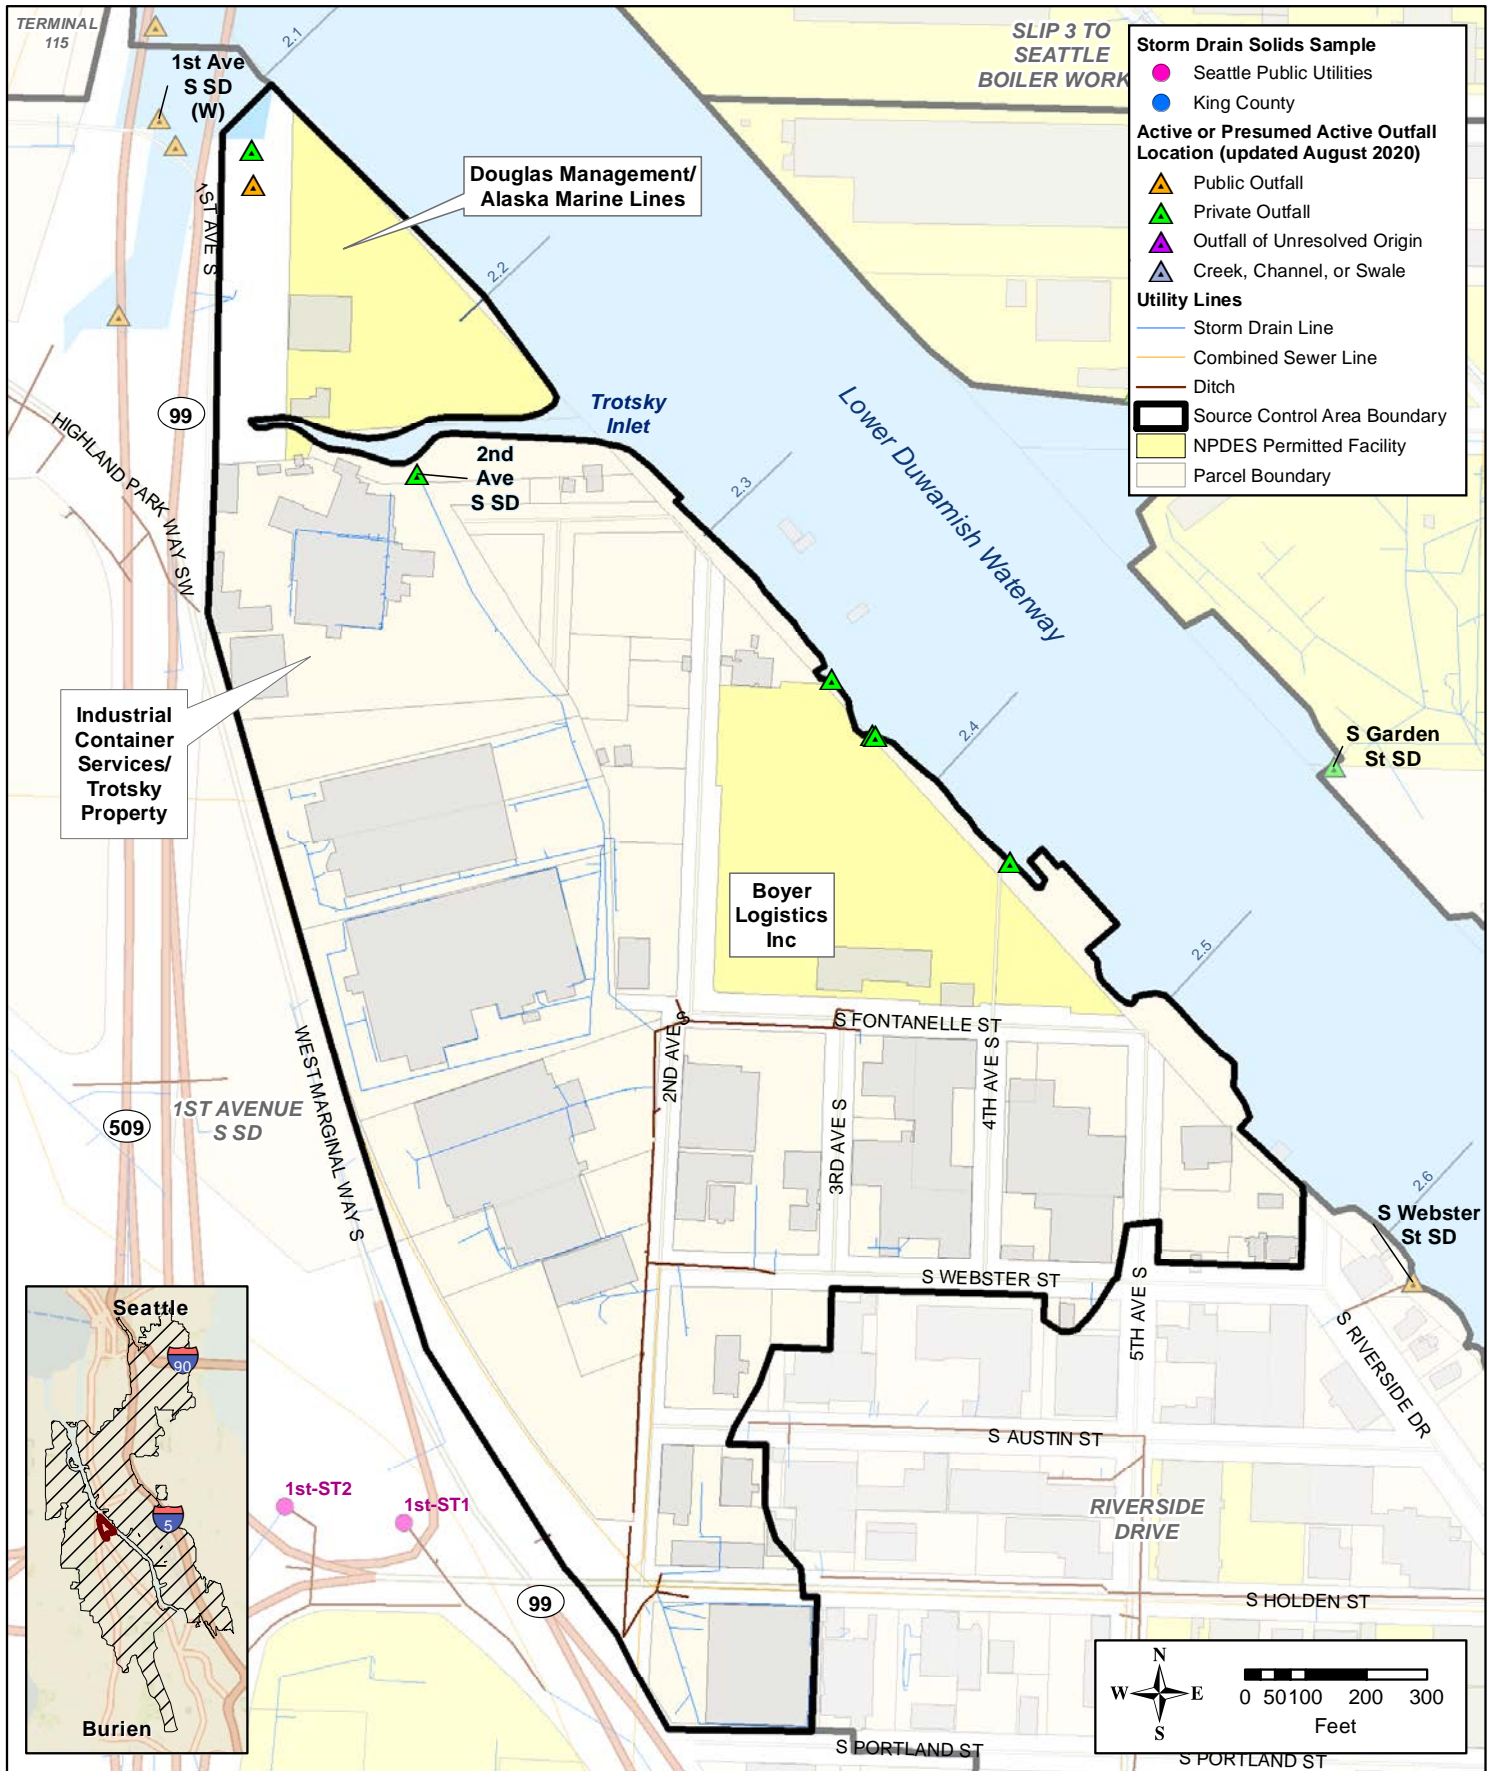 TERMINAL
115
2.1
1st Ave
S SD
(W)
SLIP 3 TO
SEATTLE
BOILER WORK
Storm Drain Solids Sample
Seattle Public Utilities
King County
Active or Presumed Active Outfall
Location (updated August 2020)
Public Outfall
Private Outfall
Outfall of Unresolved Origin
Creek, Channel, or Swale
Utility Lines
Storm Drain Line
Combined Sewer Line
Ditch
Source Control Area Boundary
NPDES Permitted Facility
Parcel Boundary
Douglas Management/
Alaska Marine Lines
1ST AVE S
2.2
99
HIGHLAND PARK WAY SW
Trotsky
Inlet
Lower Duwamish Waterway
2nd
Ave
S SD
2.3
Industrial
Container
Services/
Trotsky
Property
2.4
S Garden
St SD
Boyer
Logistics
Inc
2.5
S FONTANELLE ST
2ND AVE S
3RD AVE S
4TH AVE S
WEST MARGINAL WAY S
1ST AVENUE
S SD
509
2.6
S Webster
St SD
S WEBSTER ST
5TH AVE S
S RIVERSIDE DR
S AUSTIN ST
Seattle
90
5
Burien
1st-ST2
1st-ST1
RIVERSIDE
DRIVE
99
S HOLDEN ST
N
W E
S
0 50 100 200 300
Feet
S PORTLAND ST
S PORTLAND ST